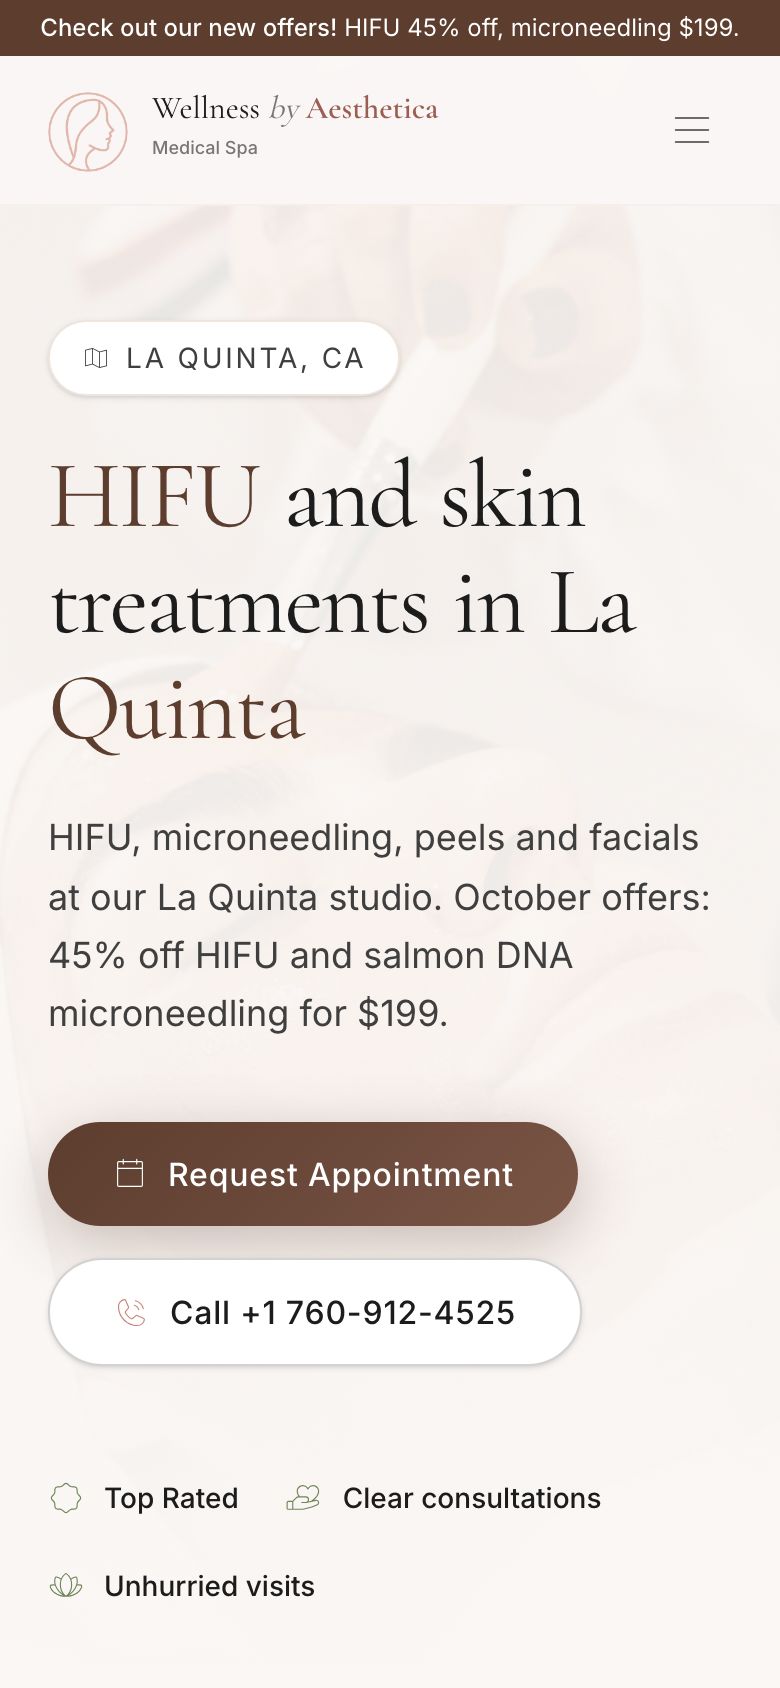 Check out our new offers! HIFU 45% off, microneedling $199.
Wellness by Aesthetica
Medical Spa
LA QUINTA, CA
HIFU and skin
treatments in La
Quinta
HIFU, microneedling, peels and facials
at our La Quinta studio. October offers:
45% off HIFU and salmon DNA
microneedling for $199.
Request Appointment
Call +1 760-912-4525
Top Rated
Clear consultations
Unhurried visits